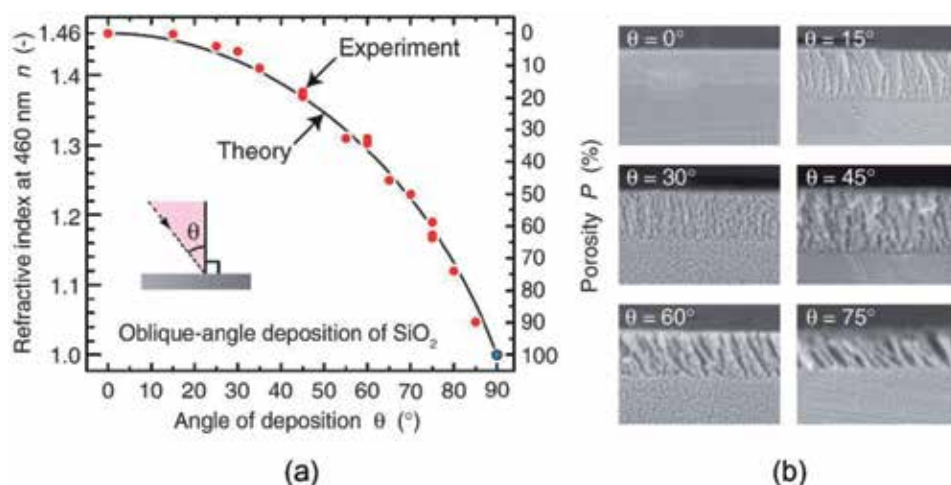 Refractive index at 460 nm n (-)
1.46
1.4
1.3
1.2
1.1
1.0
Experiment
Theory
θ
Oblique-angle deposition of SiO₂
0 10 20 30 40 50 60 70 80 90
Angle of deposition θ (°)
0
10
20
30
40
50
60
70
80
90
100
Porosity P (%)
(a)
θ = 0°
θ = 15°
θ = 30°
θ = 45°
θ = 60°
θ = 75°
(b)